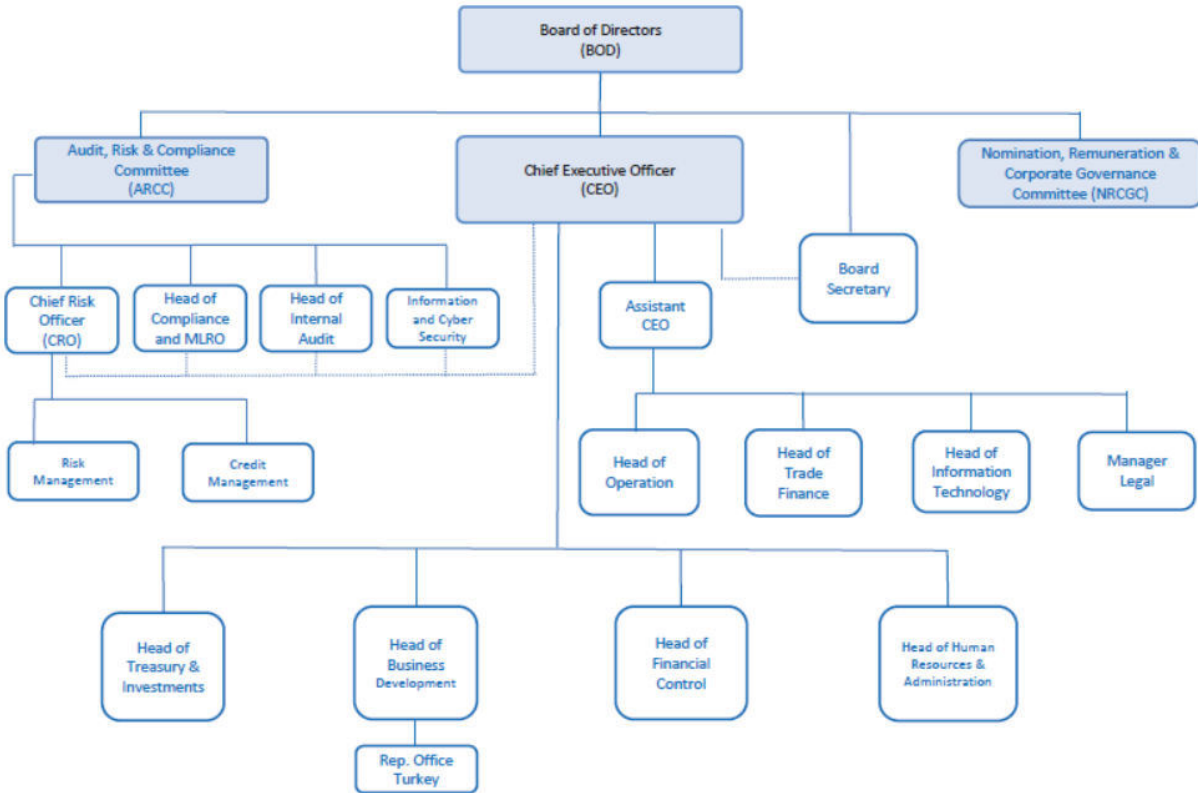 Board of Directors
(BOD)
Audit, Risk & Compliance
Committee
(ARCC)
Chief Executive Officer
(CEO)
Nomination, Remuneration &
Corporate Governance
Committee (NRCGC)
Board
Secretary
Chief Risk
Officer
(CRO)
Head of
Compliance
and MLRO
Head of
Internal
Audit
Information
and Cyber
Security
Assistant
CEO
Risk
Management
Credit
Management
Head of
Operation
Head of
Trade
Finance
Head of
Information
Technology
Manager
Legal
Head of
Treasury &
Investments
Head of
Business
Development
Head of
Financial
Control
Head of Human
Resources &
Administration
Rep. Office
Turkey